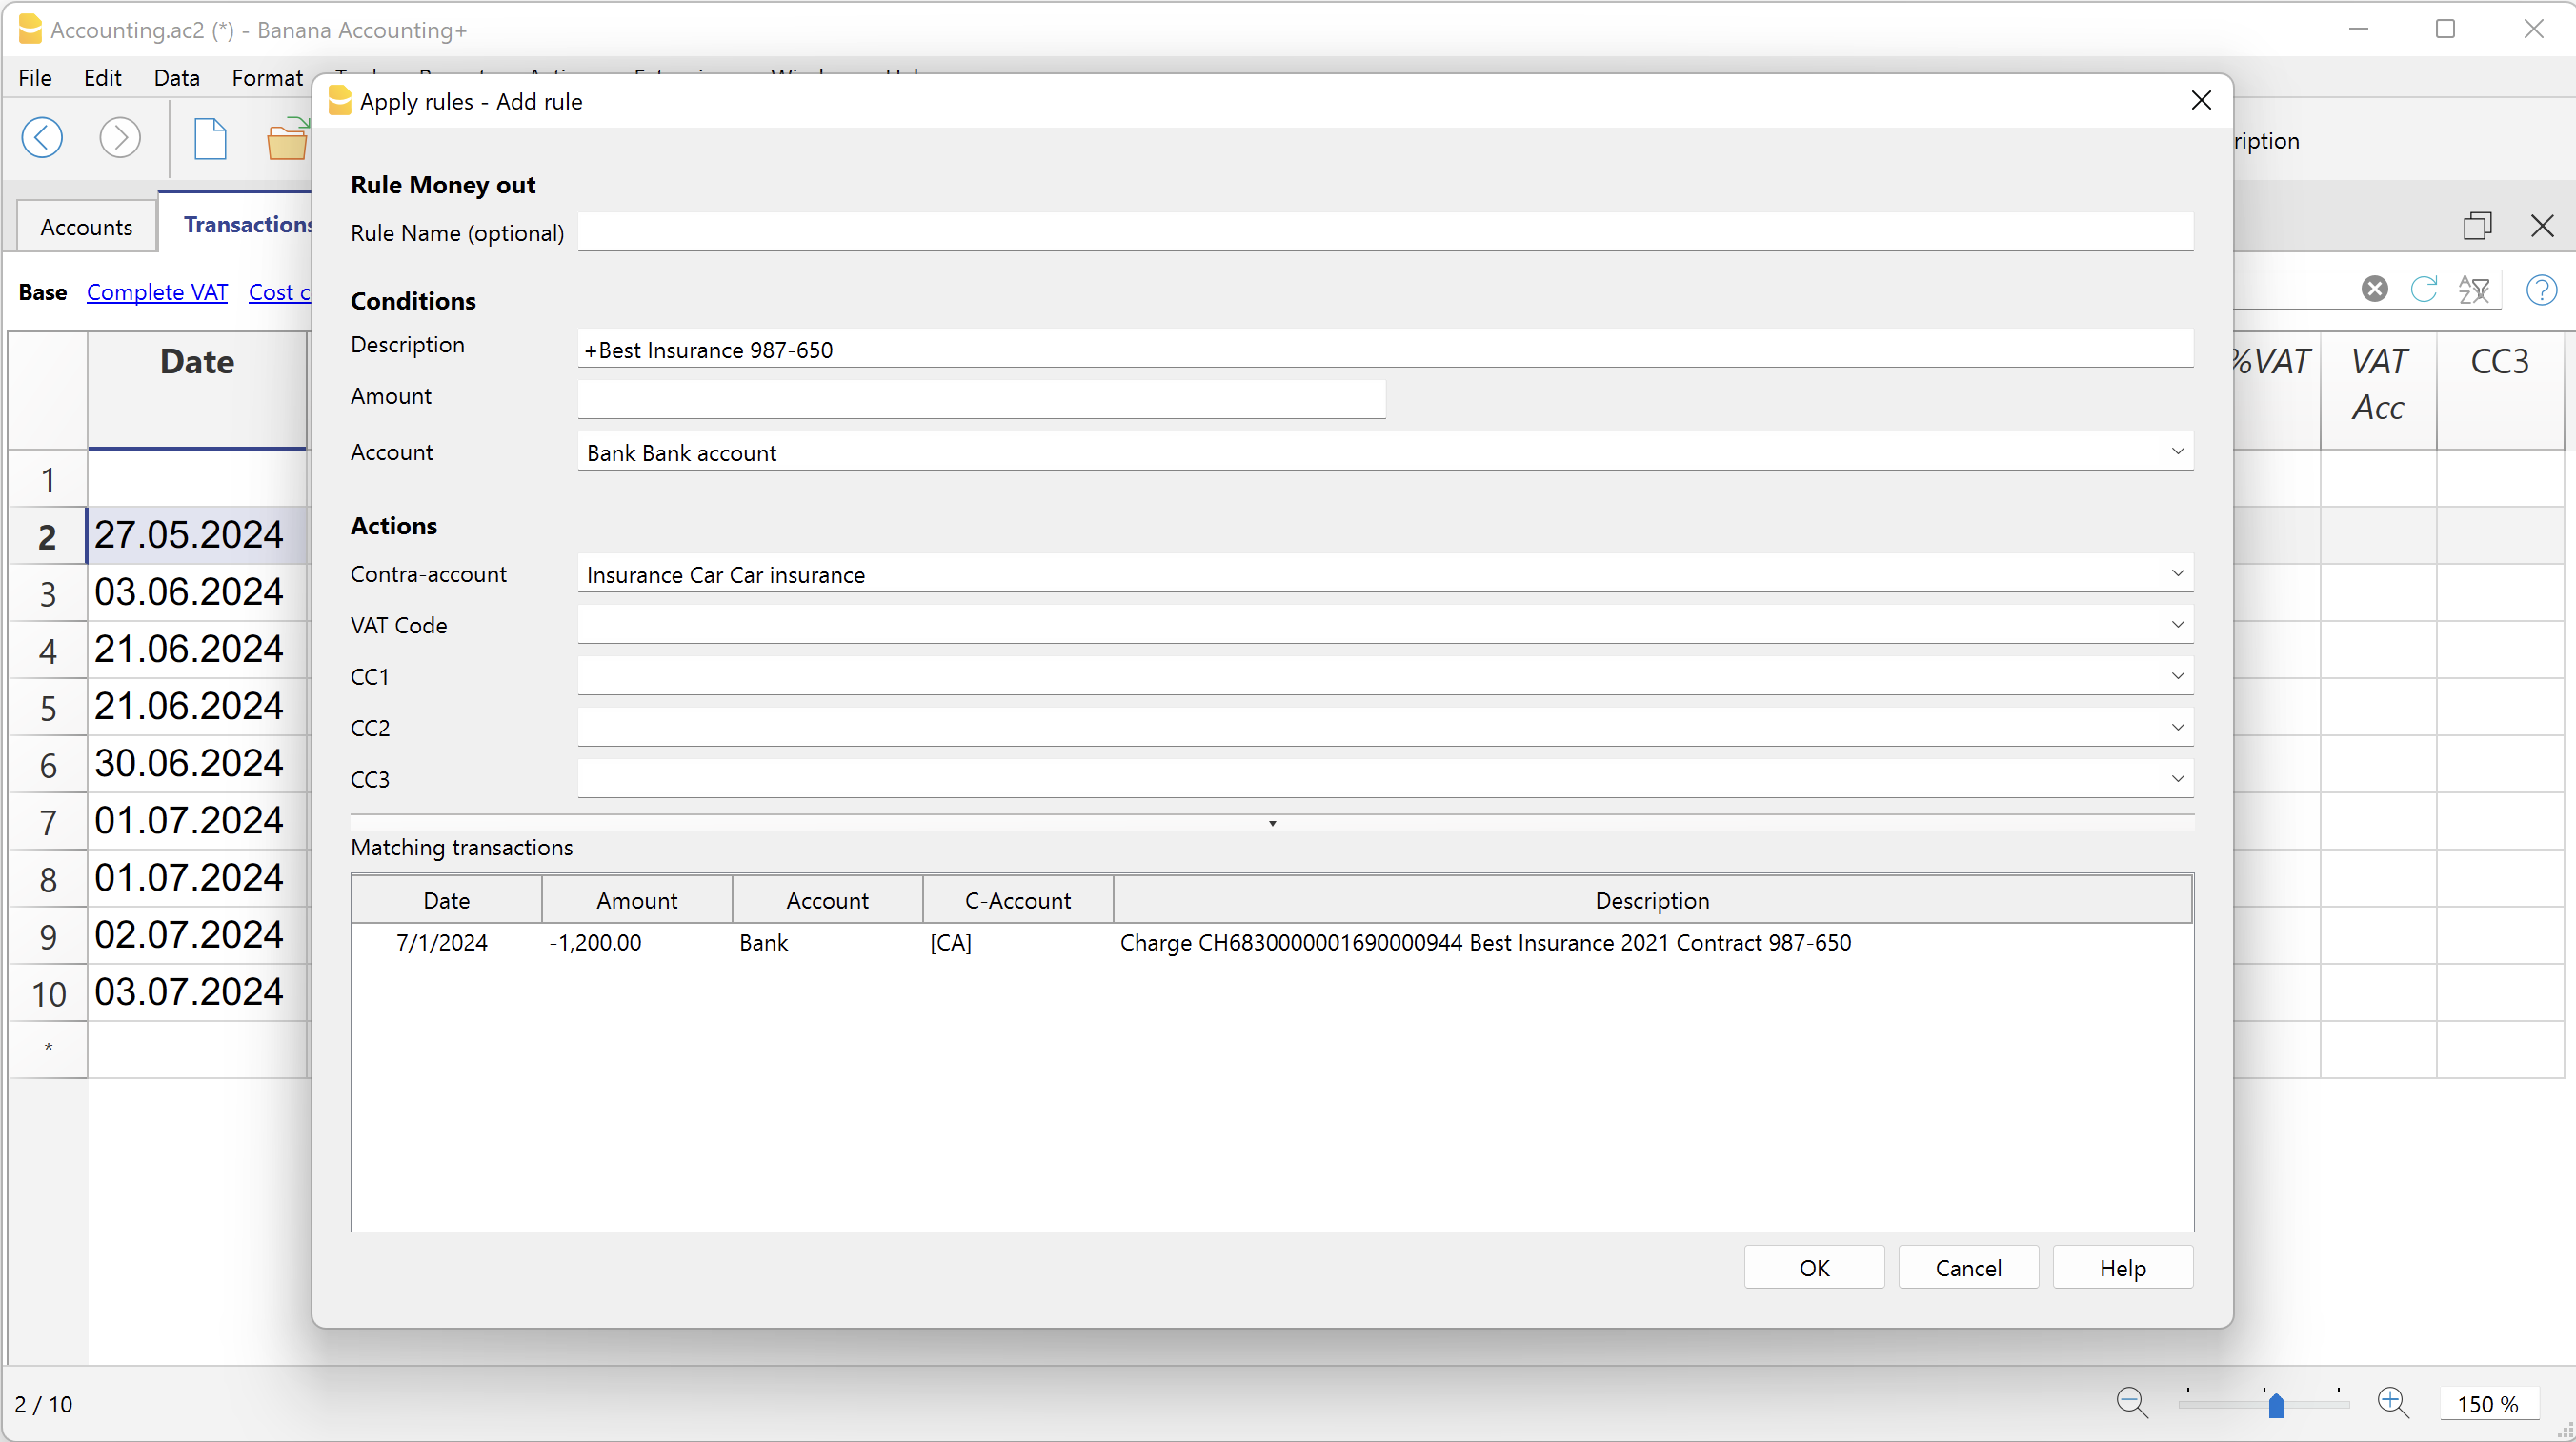 Accounting.ac2 (*) - Banana Accounting+
File Edit Data Format
Apply rules - Add rule
Rule Money out
Rule Name (optional)
Accounts Transactions
Base Complete VAT
Conditions
Description +Best Insurance 987-650
Amount
Account Bank Bank account
Actions
Contra-account Insurance Car Car insurance
VAT Code
CC1
CC2
CC3
Matching transactions
Date Amount Account C-Account Description
7/1/2024 -1,200.00 Bank [CA] Charge CH6830000001690000944 Best Insurance 2021 Contract 987-650
OK Cancel Help
Date %VAT VAT Acc CC3
1
2 27.05.2024
3 03.06.2024
4 21.06.2024
5 21.06.2024
6 30.06.2024
7 01.07.2024
8 01.07.2024
9 02.07.2024
10 03.07.2024
*
2 / 10
150 %